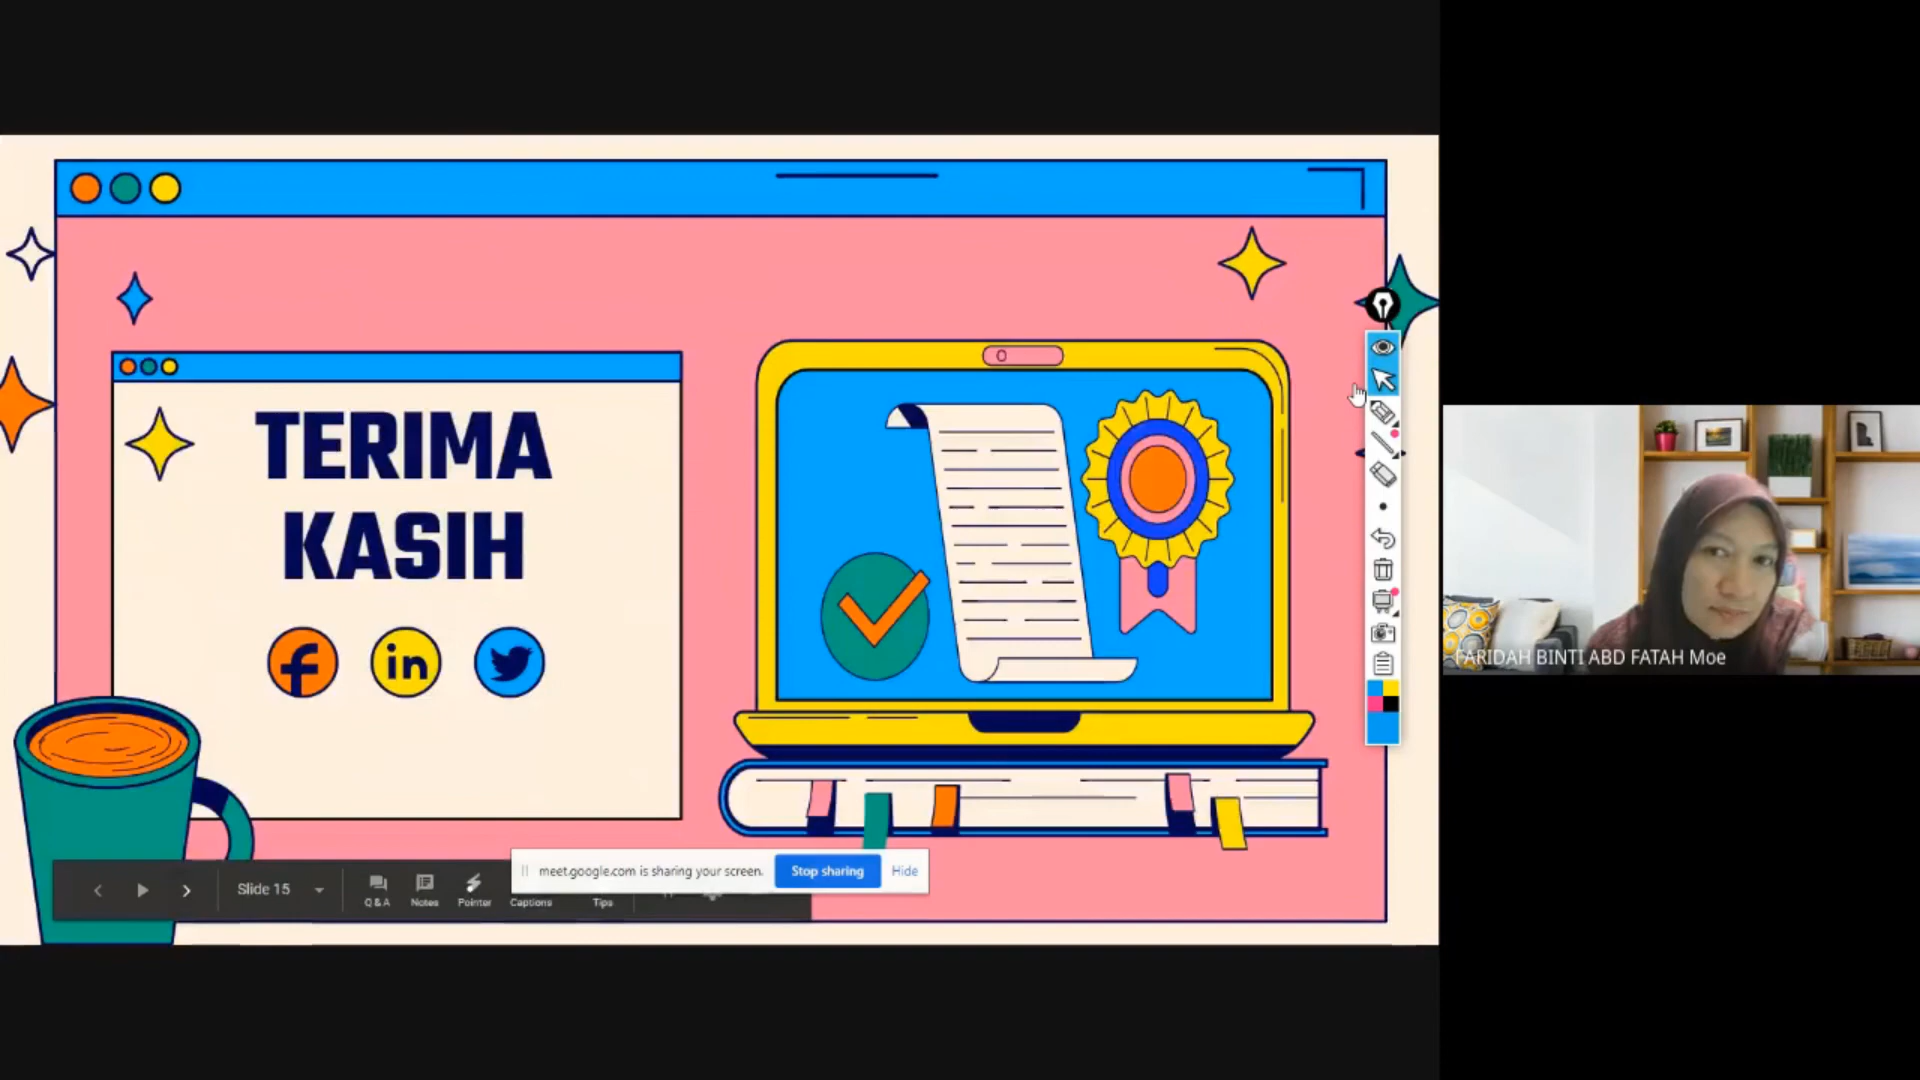 TERIMA
KASIH
in
FARIDAH BINTI ABD FATAH Moe
meet.google.com is sharing your screen.
Stop sharing
Hide
Slide 15
Q & A
Notes
Pointer
Captions
Tips